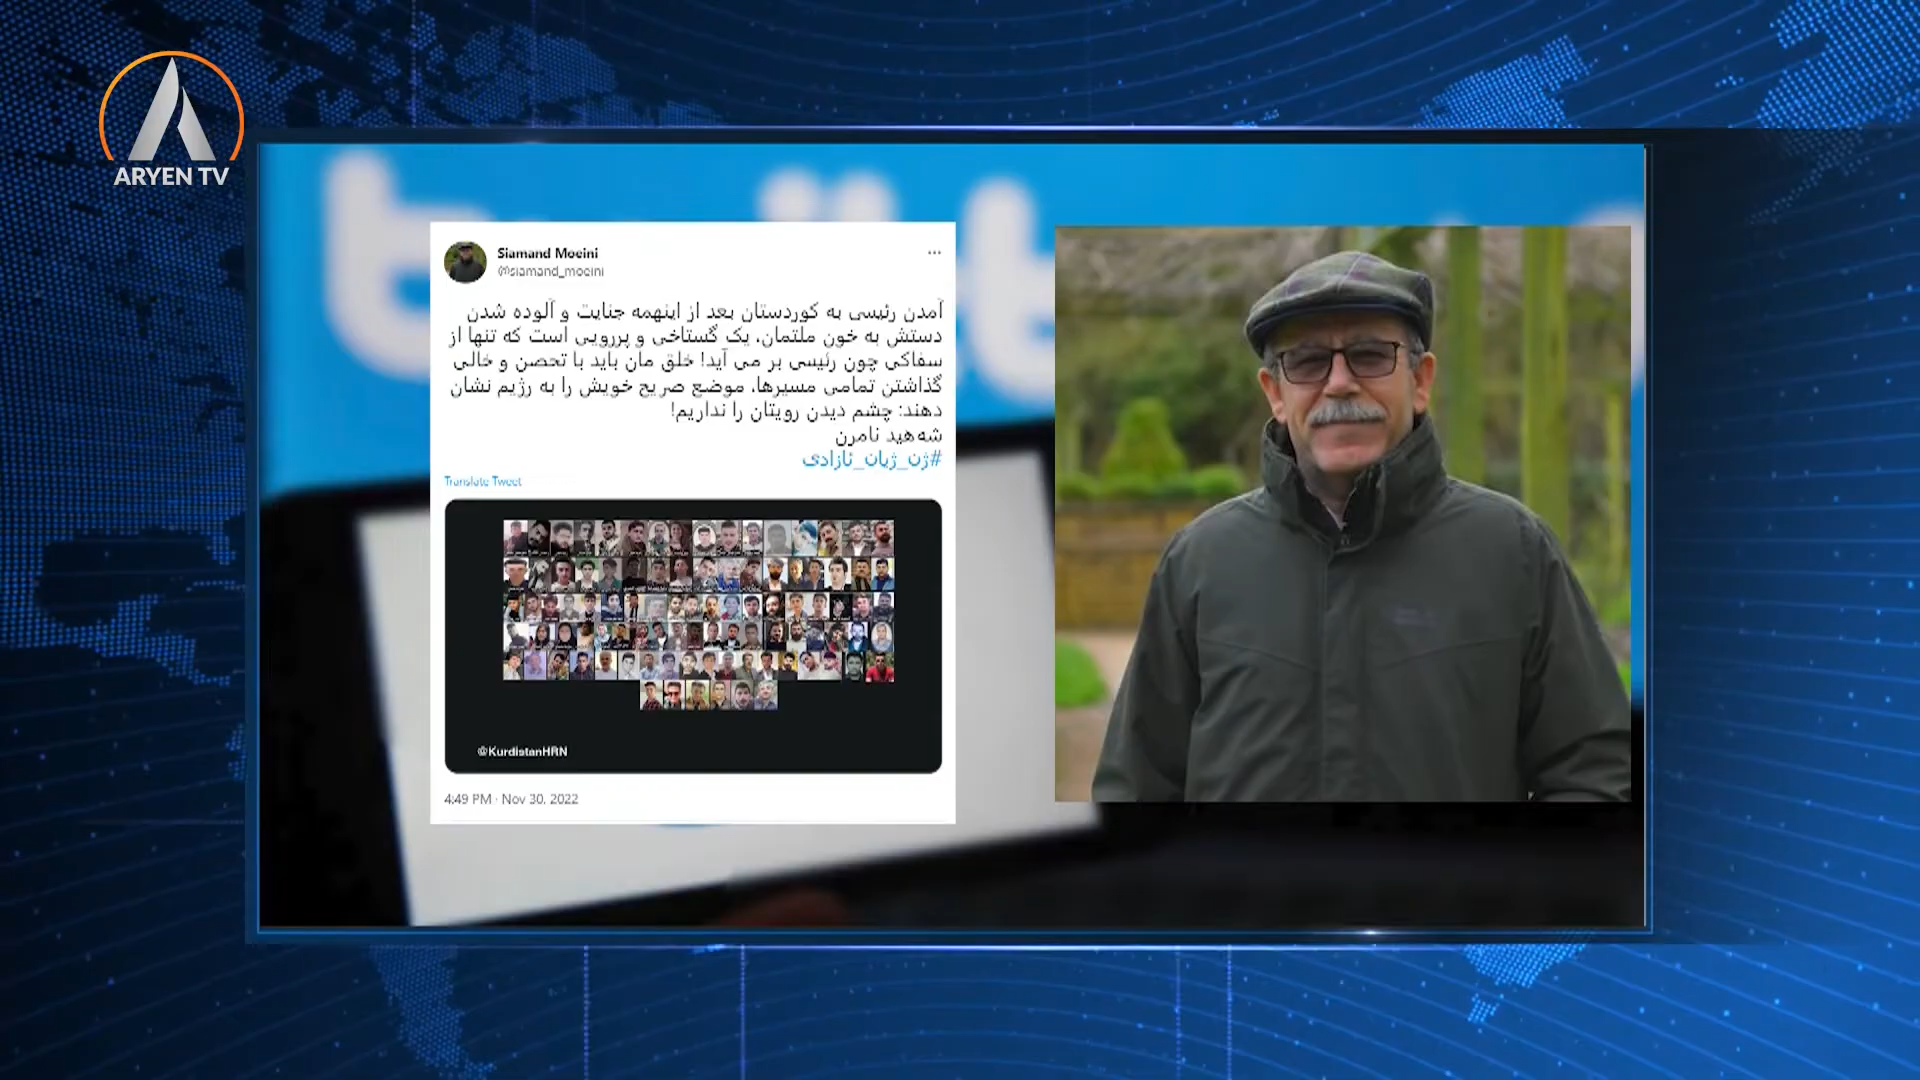 ARYEN TV
Siamand Moeini
@siamand_moeini
آمدن رئیسی به کوردستان بعد از اینهمه جنایت و آلوده شدن
دستش به خون ملتمان، یک گستاخی و پررویی است که تنها از
سفاکی چون رئیسی بر می آید! خلق مان باید با تحصن و خالی
گذاشتن تمامی مسیرها، موضع صریح خویش را به رژیم نشان
دهند: چشم دیدن رویتان را نداریم!
شەهید نامرن
#ژن_ژیان_ئازادی
Translate Tweet
@KurdistanHRN
4:49 PM · Nov 30, 2022